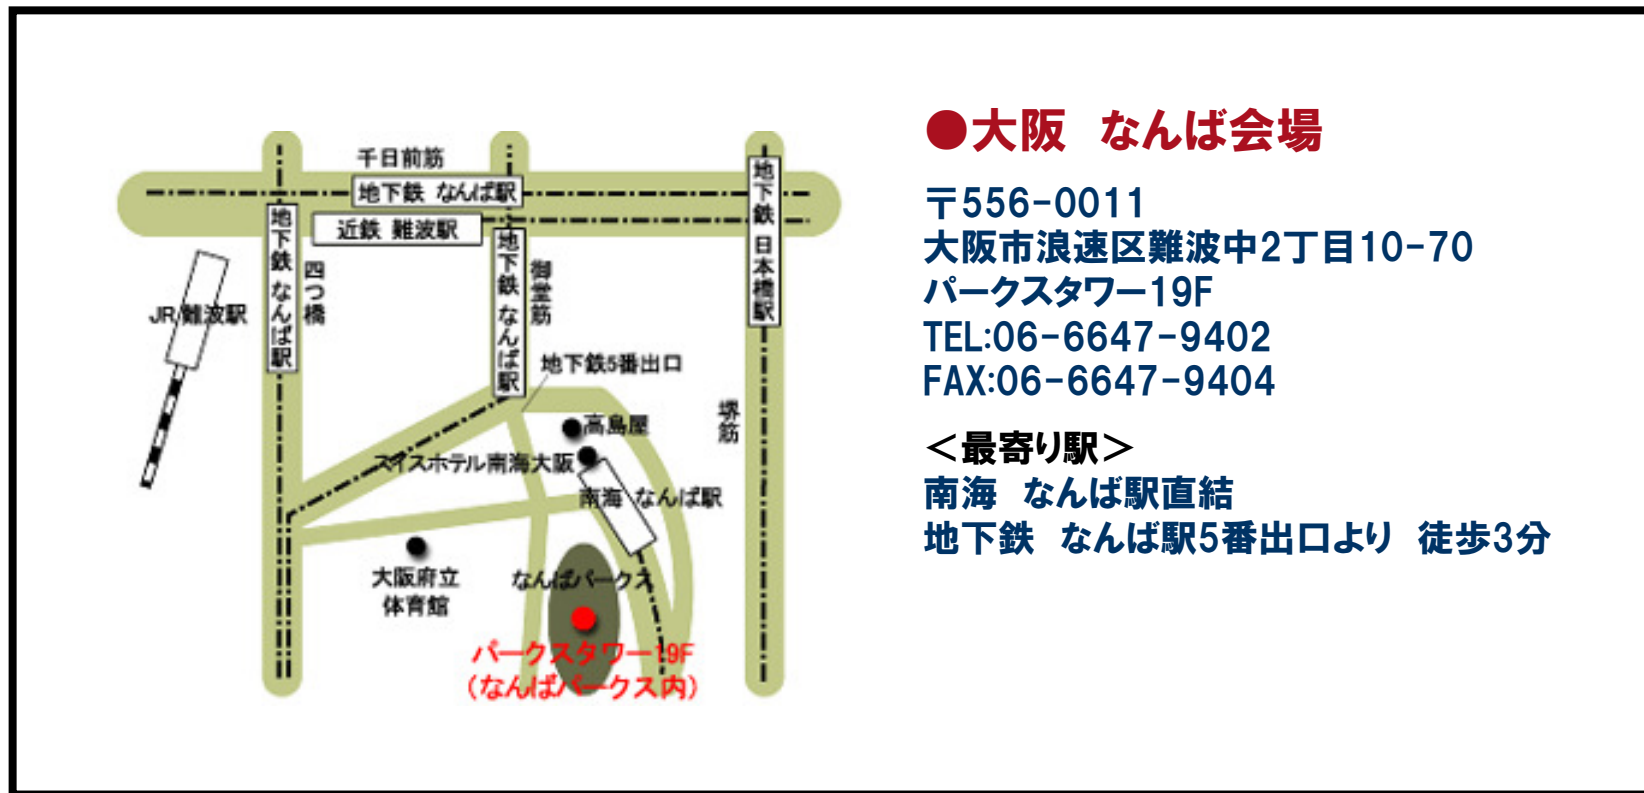 千日前筋
地下鉄 なんば駅
近鉄 難波駅
地下鉄 なんば駅
四つ橋
地下鉄 なんば駅
御堂筋
地下鉄 日本橋駅
JR難波駅
地下鉄5番出口
堺筋
高島屋
スイスホテル南海大阪
南海 なんば駅
大阪府立
体育館
なんばパークス
パークスタワー19F
(なんばパークス内)
●大阪 なんば会場
〒556-0011
大阪市浪速区難波中2丁目10-70
パークスタワー19F
TEL:06-6647-9402
FAX:06-6647-9404
＜最寄り駅＞
南海 なんば駅直結
地下鉄 なんば駅5番出口より 徒歩3分